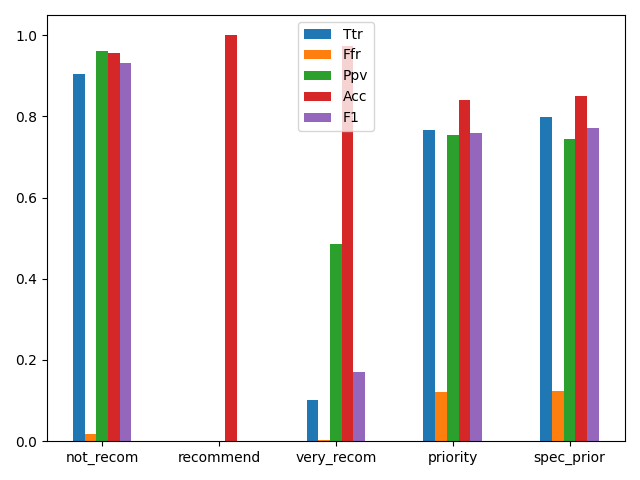 Ttr
Ffr
Ppv
Acc
F1
1.0
0.8
0.6
0.4
0.2
0.0
not_recom recommend very_recom priority spec_prior